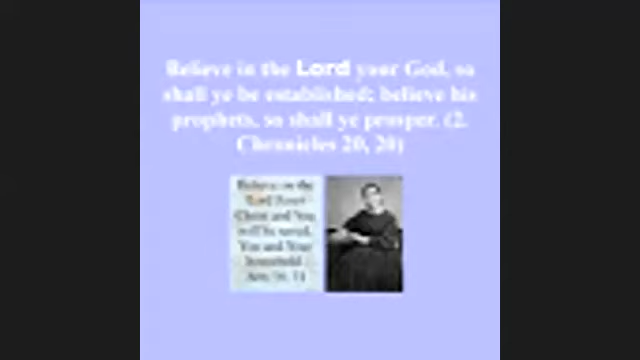 Believe in the Lord your God, so
shall ye be established; believe his
prophets, so shall ye prosper. (2.
Chronicles 20, 20)
Believe on the
Lord Jesus
Christ and You
will be saved,
You and Your
household
Acts 16, 31